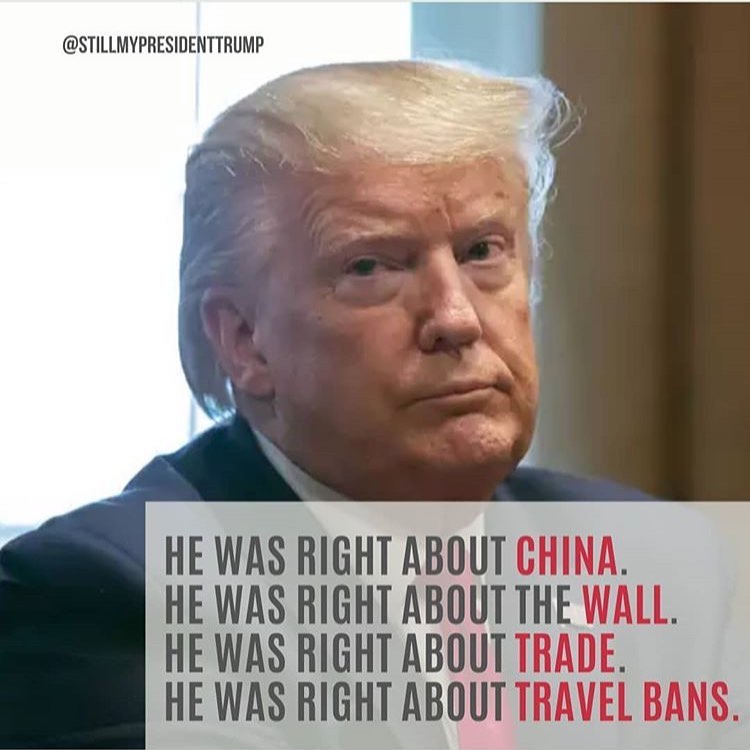 @STILLMYPRESIDENTTRUMP
HE WAS RIGHT ABOUT CHINA.
HE WAS RIGHT ABOUT THE WALL.
HE WAS RIGHT ABOUT TRADE.
HE WAS RIGHT ABOUT TRAVEL BANS.